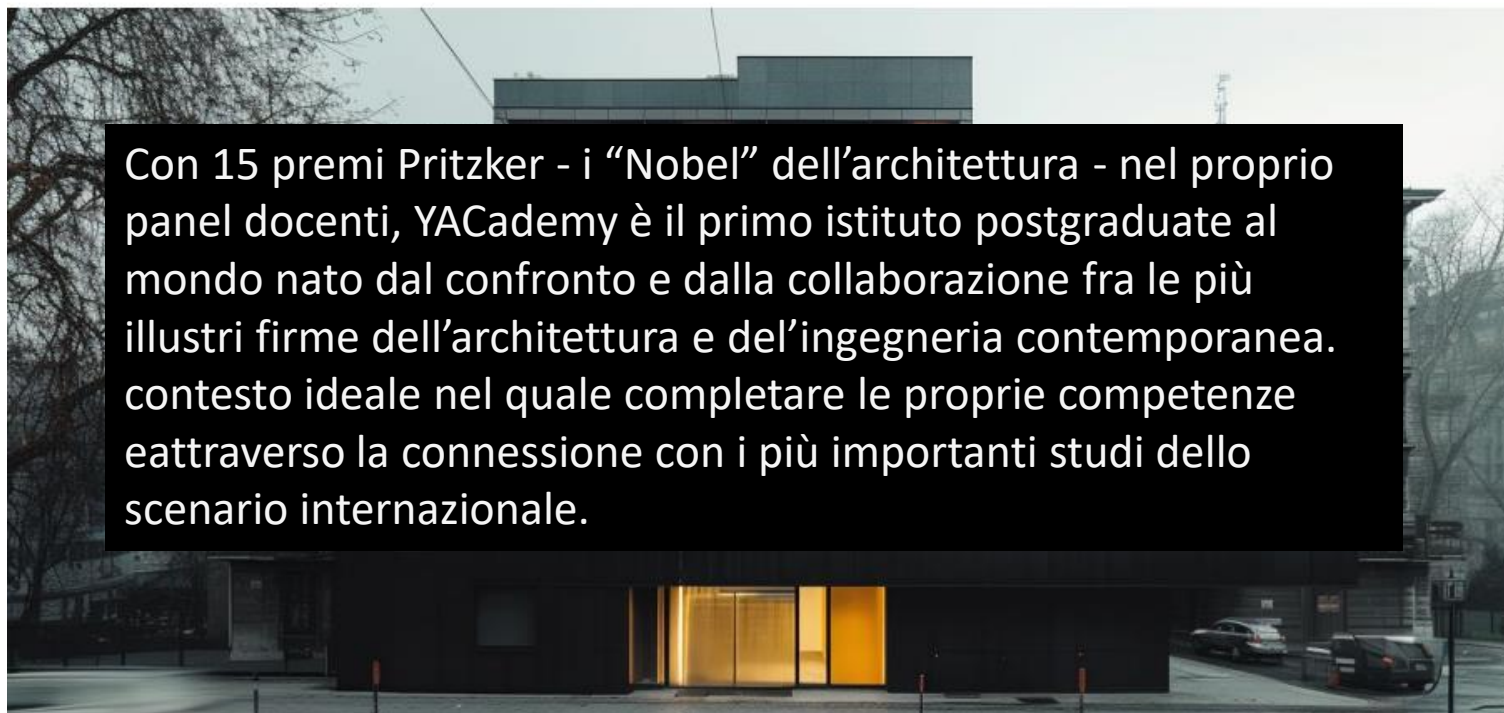 Con 15 premi Pritzker - i “Nobel” dell’architettura - nel proprio
panel docenti, YACademy è il primo istituto postgraduate al
mondo nato dal confronto e dalla collaborazione fra le più
illustri firme dell’architettura e del’ingegneria contemporanea.
contesto ideale nel quale completare le proprie competenze
eattraverso la connessione con i più importanti studi dello
scenario internazionale.